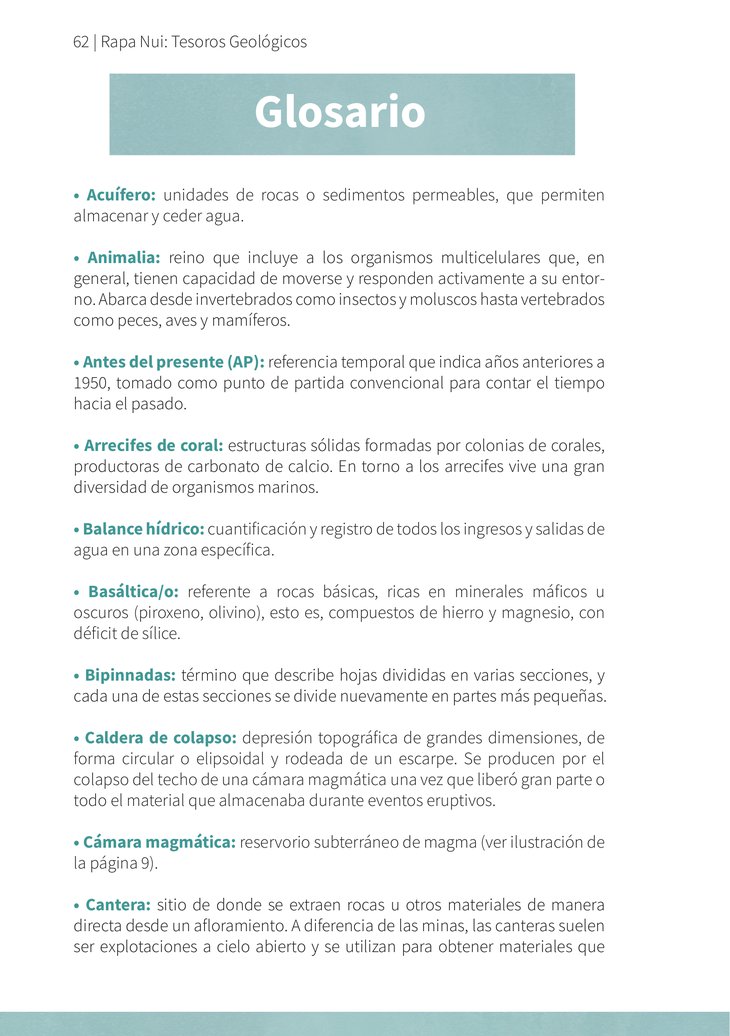 62 | Rapa Nui: Tesoros Geológicos
Glosario
• Acuífero: unidades de rocas o sedimentos permeables, que permiten
almacenar y ceder agua.
• Animalia: reino que incluye a los organismos multicelulares que, en
general, tienen capacidad de moverse y responden activamente a su entor-
no. Abarca desde invertebrados como insectos y moluscos hasta vertebrados
como peces, aves y mamíferos.
• Antes del presente (AP): referencia temporal que indica años anteriores a
1950, tomado como punto de partida convencional para contar el tiempo
hacia el pasado.
• Arrecifes de coral: estructuras sólidas formadas por colonias de corales,
productoras de carbonato de calcio. En torno a los arrecifes vive una gran
diversidad de organismos marinos.
• Balance hídrico: cuantificación y registro de todos los ingresos y salidas de
agua en una zona específica.
• Basáltica/o: referente a rocas básicas, ricas en minerales máficos u
oscuros (piroxeno, olivino), esto es, compuestos de hierro y magnesio, con
déficit de sílice.
• Bipinnadas: término que describe hojas divididas en varias secciones, y
cada una de estas secciones se divide nuevamente en partes más pequeñas.
• Caldera de colapso: depresión topográfica de grandes dimensiones, de
forma circular o elipsoidal y rodeada de un escarpe. Se producen por el
colapso del techo de una cámara magmática una vez que liberó gran parte o
todo el material que almacenaba durante eventos eruptivos.
• Cámara magmática: reservorio subterráneo de magma (ver ilustración de
la página 9).
• Cantera: sitio de donde se extraen rocas u otros materiales de manera
directa desde un afloramiento. A diferencia de las minas, las canteras suelen
ser explotaciones a cielo abierto y se utilizan para obtener materiales que